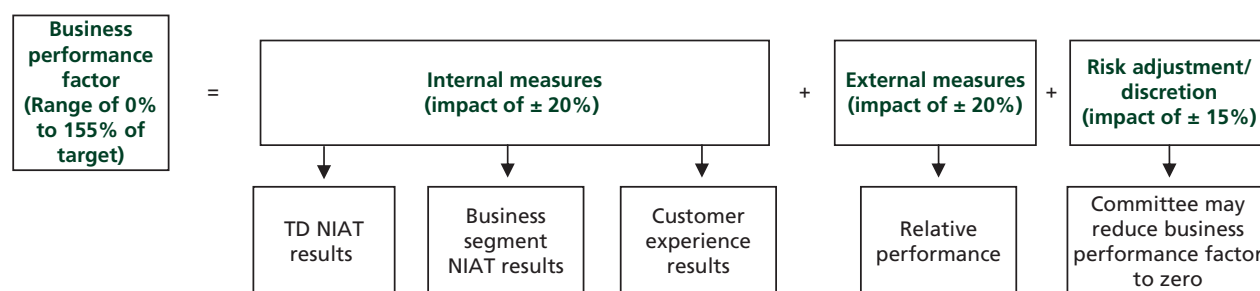 Business
performance
factor
(Range of 0%
to 155% of
target)
=
Internal measures
(impact of ± 20%)
+
External measures
(impact of ± 20%)
+
Risk adjustment/
discretion
(impact of ± 15%)
TD NIAT
results
Business
segment
NIAT results
Customer
experience
results
Relative
performance
Committee may
reduce business
performance factor
to zero